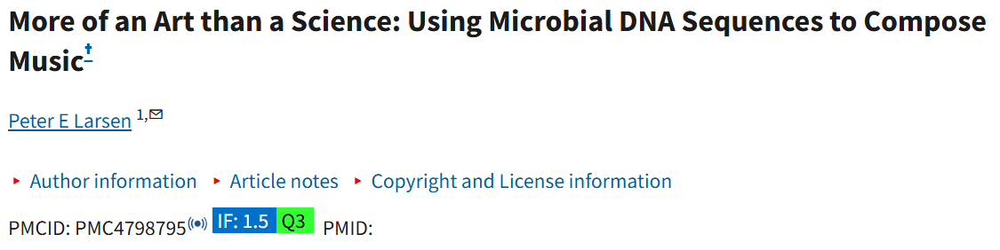 More of an Art than a Science: Using Microbial DNA Sequences to Compose
Music†
Peter E Larsen 1,✉
▸ Author information ▸ Article notes ▸ Copyright and License information
PMCID: PMC4798795 IF: 1.5 Q3 PMID: